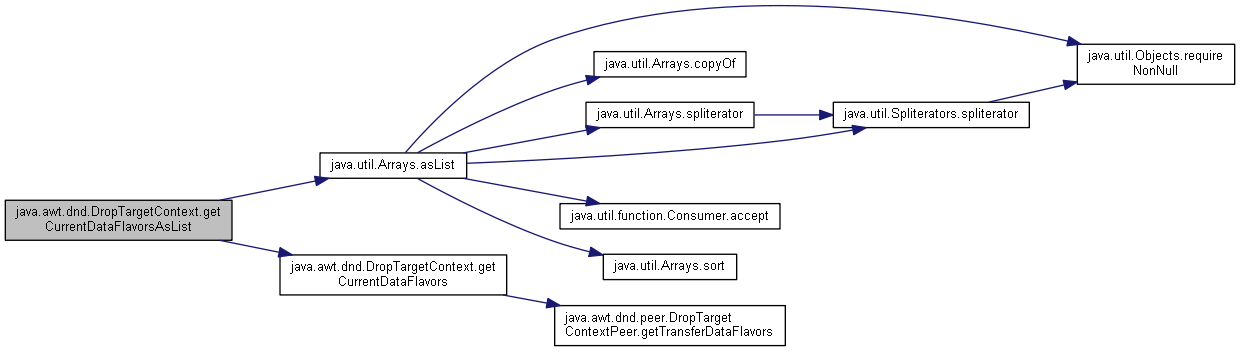 java.awt.dnd.DropTargetContext.get
CurrentDataFlavorsAsList
java.util.Arrays.asList
java.awt.dnd.DropTargetContext.get
CurrentDataFlavors
java.util.Arrays.copyOf
java.util.Arrays.spliterator
java.util.function.Consumer.accept
java.util.Arrays.sort
java.awt.dnd.peer.DropTarget
ContextPeer.getTransferDataFlavors
java.util.Spliterators.spliterator
java.util.Objects.require
NonNull